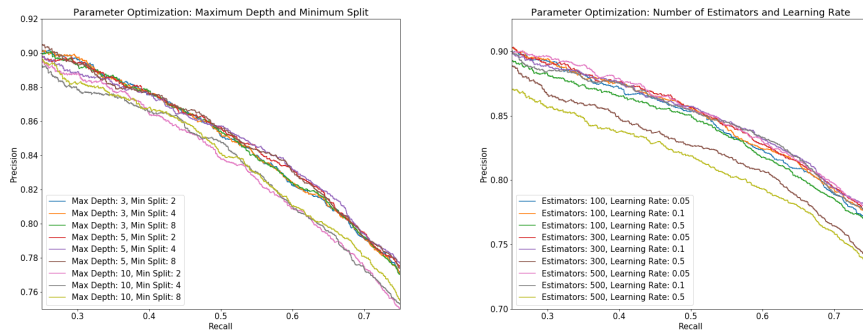 Parameter Optimization: Maximum Depth and Minimum Split
0.92
0.90
0.88
0.86
0.84
0.82
0.80
0.78
0.76
Precision
Max Depth: 3, Min Split: 2
Max Depth: 3, Min Split: 4
Max Depth: 3, Min Split: 8
Max Depth: 5, Min Split: 2
Max Depth: 5, Min Split: 4
Max Depth: 5, Min Split: 8
Max Depth: 10, Min Split: 2
Max Depth: 10, Min Split: 4
Max Depth: 10, Min Split: 8
0.3 0.4 0.5 0.6 0.7
Recall
Parameter Optimization: Number of Estimators and Learning Rate
0.90
0.85
0.80
0.75
0.70
Precision
Estimators: 100, Learning Rate: 0.05
Estimators: 100, Learning Rate: 0.1
Estimators: 100, Learning Rate: 0.5
Estimators: 300, Learning Rate: 0.05
Estimators: 300, Learning Rate: 0.1
Estimators: 300, Learning Rate: 0.5
Estimators: 500, Learning Rate: 0.05
Estimators: 500, Learning Rate: 0.1
Estimators: 500, Learning Rate: 0.5
0.3 0.4 0.5 0.6 0.7
Recall